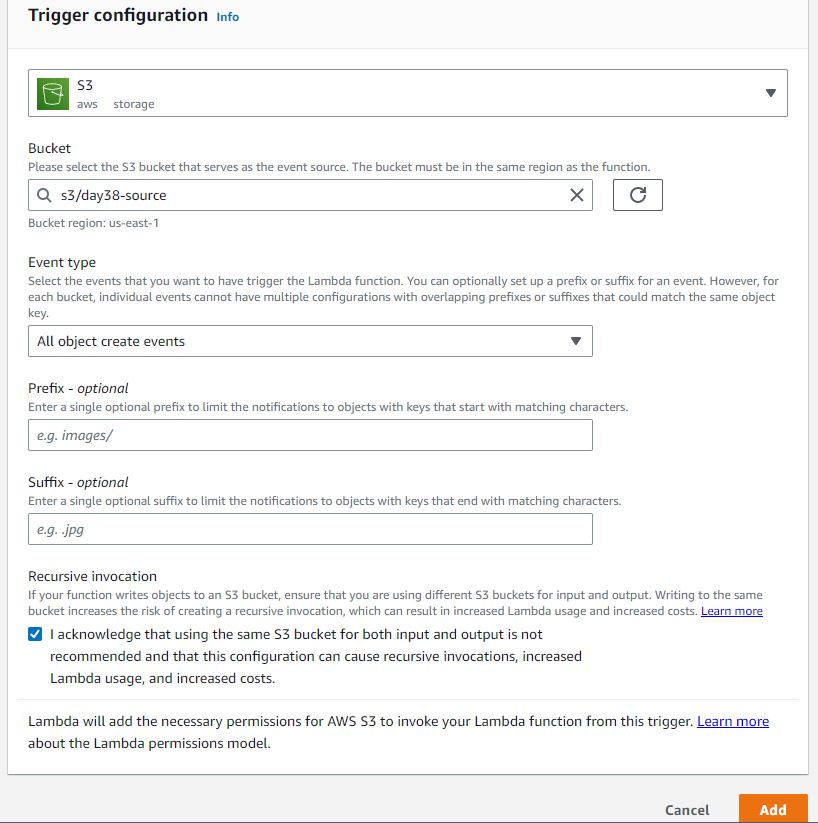 Trigger configuration Info
S3
aws storage
Bucket
Please select the S3 bucket that serves as the event source. The bucket must be in the same region as the function.
s3/day38-source
Bucket region: us-east-1
Event type
Select the events that you want to have trigger the Lambda function. You can optionally set up a prefix or suffix for an event. However, for
each bucket, individual events cannot have multiple configurations with overlapping prefixes or suffixes that could match the same object
key.
All object create events
Prefix - optional
Enter a single optional prefix to limit the notifications to objects with keys that start with matching characters.
e.g. images/
Suffix - optional
Enter a single optional suffix to limit the notifications to objects with keys that end with matching characters.
e.g. .jpg
Recursive invocation
If your function writes objects to an S3 bucket, ensure that you are using different S3 buckets for input and output. Writing to the same
bucket increases the risk of creating a recursive invocation, which can result in increased Lambda usage and increased costs. Learn more
I acknowledge that using the same S3 bucket for both input and output is not
recommended and that this configuration can cause recursive invocations, increased
Lambda usage, and increased costs.
Lambda will add the necessary permissions for AWS S3 to invoke your Lambda function from this trigger. Learn more
about the Lambda permissions model.
Cancel Add